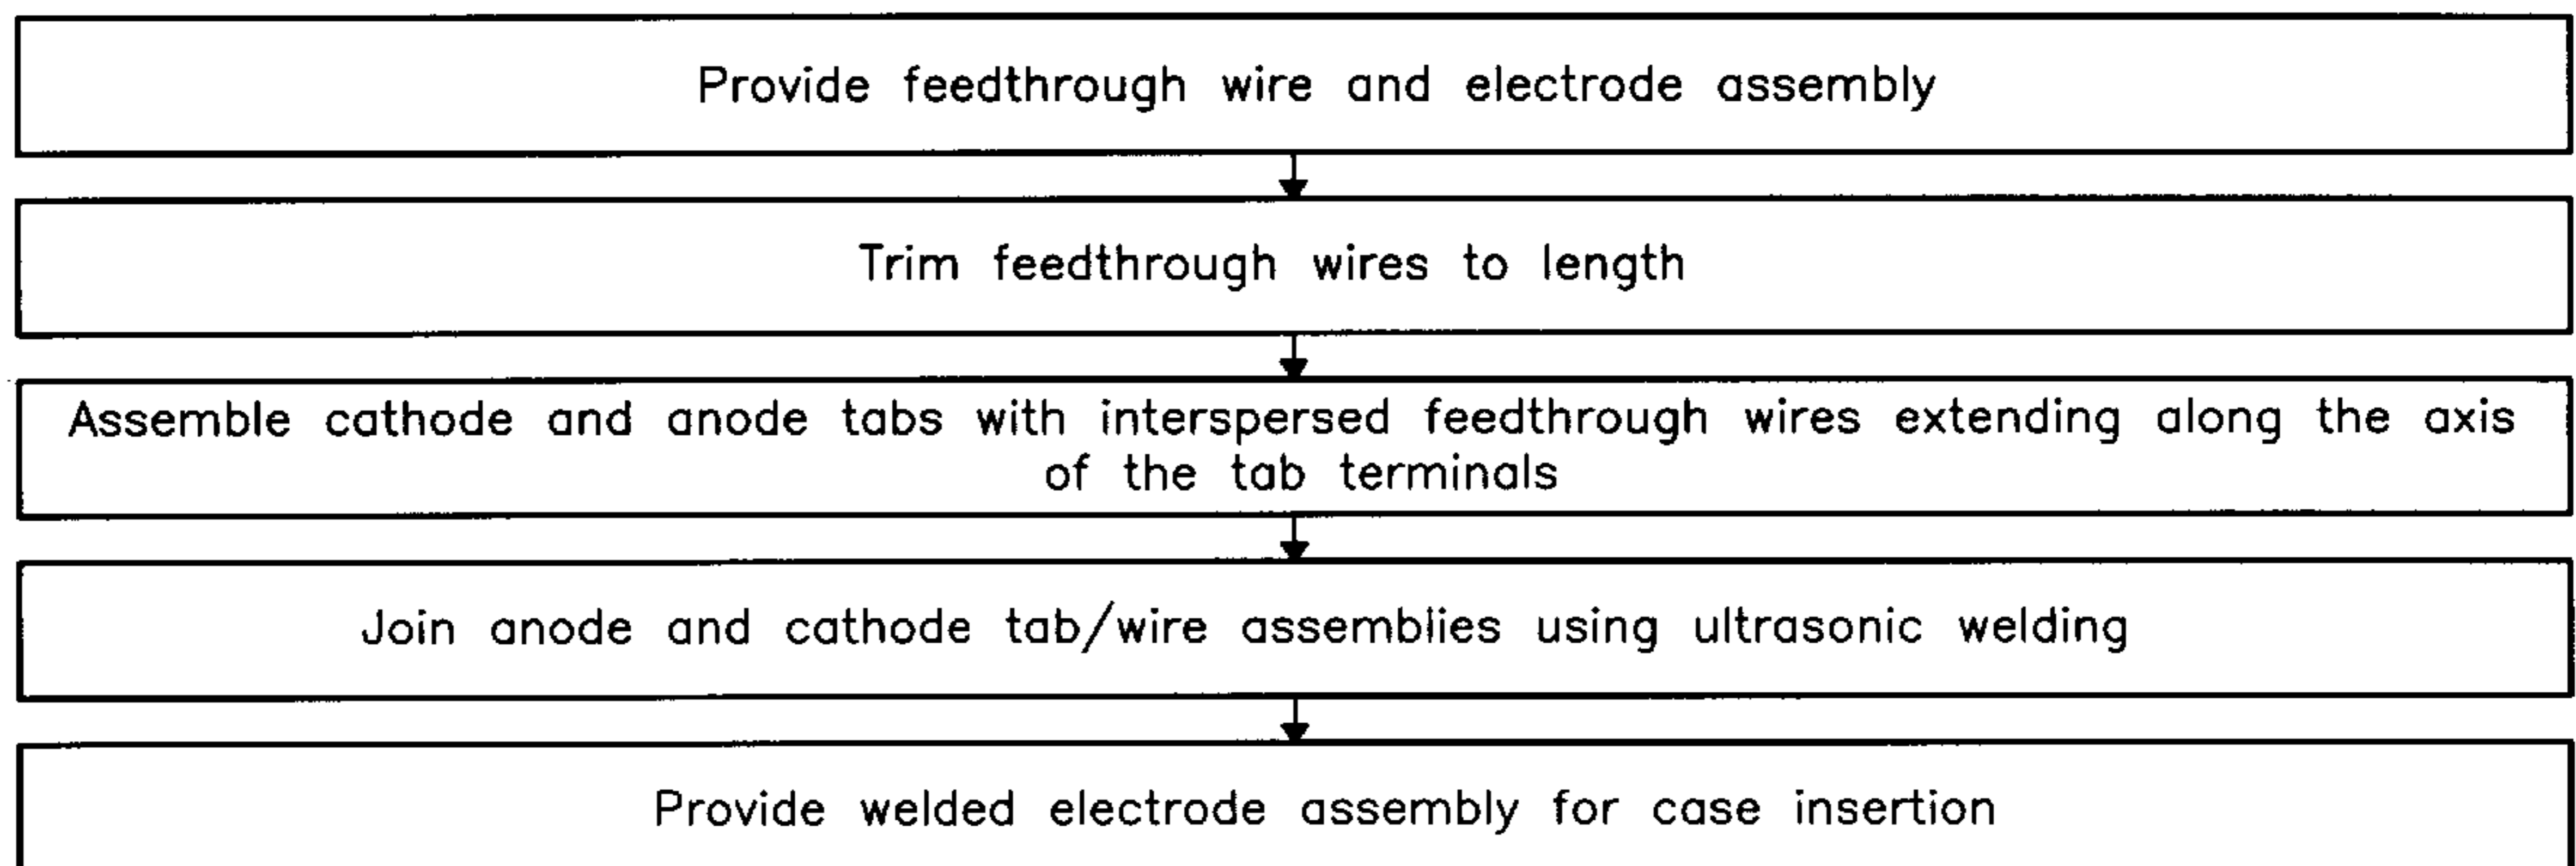 Provide feedthrough wire and electrode assembly
Trim feedthrough wires to length
Assemble cathode and anode tabs with interspersed feedthrough wires extending along the axis
of the tab terminals
Join anode and cathode tab/wire assemblies using ultrasonic welding
Provide welded electrode assembly for case insertion